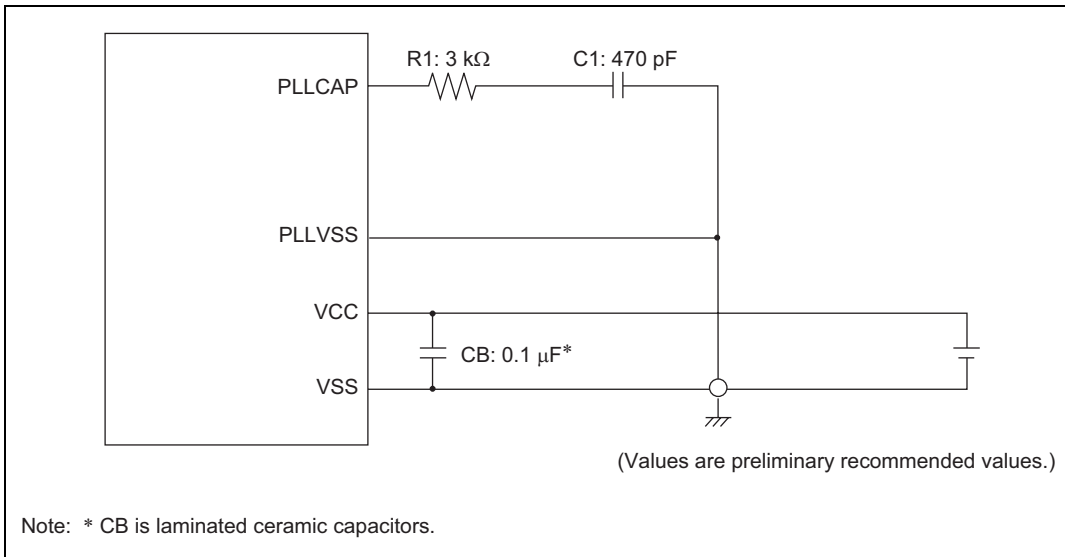 R1: 3 kΩ
C1: 470 pF
PLLCAP
PLLVSS
VCC
CB: 0.1 μF*
VSS
(Values are preliminary recommended values.)
Note: * CB is laminated ceramic capacitors.